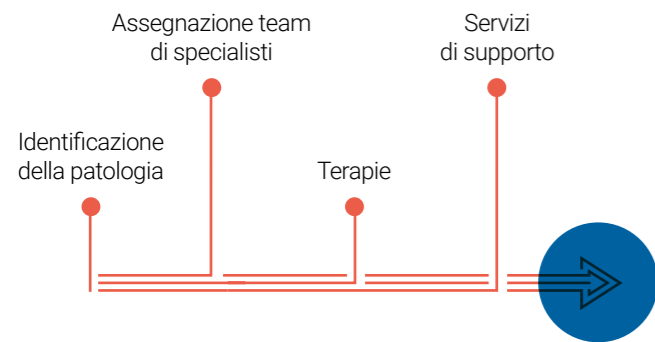 Assegnazione team
di specialisti
Servizi
di supporto
Identificazione
della patologia
Terapie